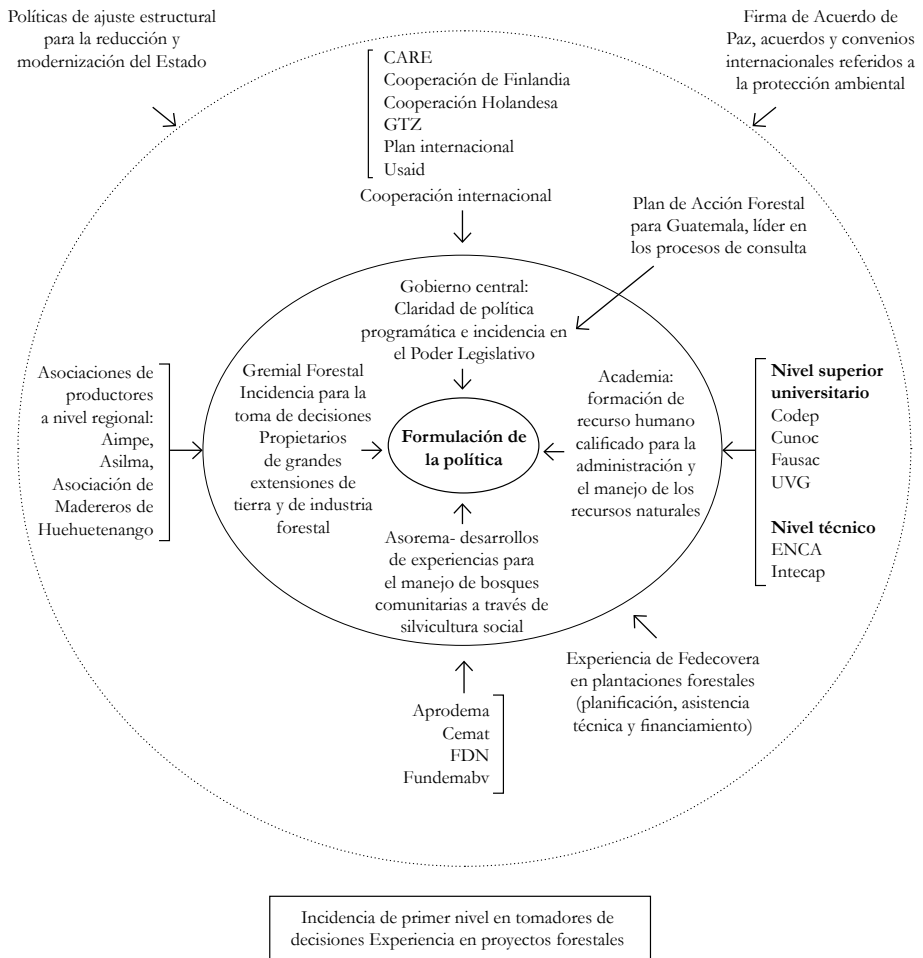 Políticas de ajuste estructural
para la reducción y
modernización del Estado
Firma de Acuerdo de
Paz, acuerdos y convenios
internacionales referidos a
la protección ambiental
CARE
Cooperación de Finlandia
Cooperación Holandesa
GTZ
Plan internacional
Usaid
Cooperación internacional
Plan de Acción Forestal
para Guatemala, líder en
los procesos de consulta
Gobierno central:
Claridad de política
programática e incidencia en
el Poder Legislativo
Asociaciones de
productores
a nivel regional:
Aimpe,
Asilma,
Asociación de
Madereros de
Huehuetenango
Gremial Forestal
Incidencia para la
toma de decisiones
Propietarios
de grandes
extensiones de
tierra y de industria
forestal
Formulación de
la política
Academia:
formación de
recurso humano
calificado para la
administración y
el manejo de los
recursos naturales
Nivel superior
universitario
Codep
Cunoc
Fausac
UVG
Nivel técnico
ENCA
Intecap
Asorema- desarrollos
de experiencias para
el manejo de bosques
comunitarias a través de
silvicultura social
Experiencia de Fedecovera
en plantaciones forestales
(planificación, asistencia
técnica y financiamiento)
Aprodema
Cemat
FDN
Fundemabv
Incidencia de primer nivel en tomadores de
decisiones Experiencia en proyectos forestales